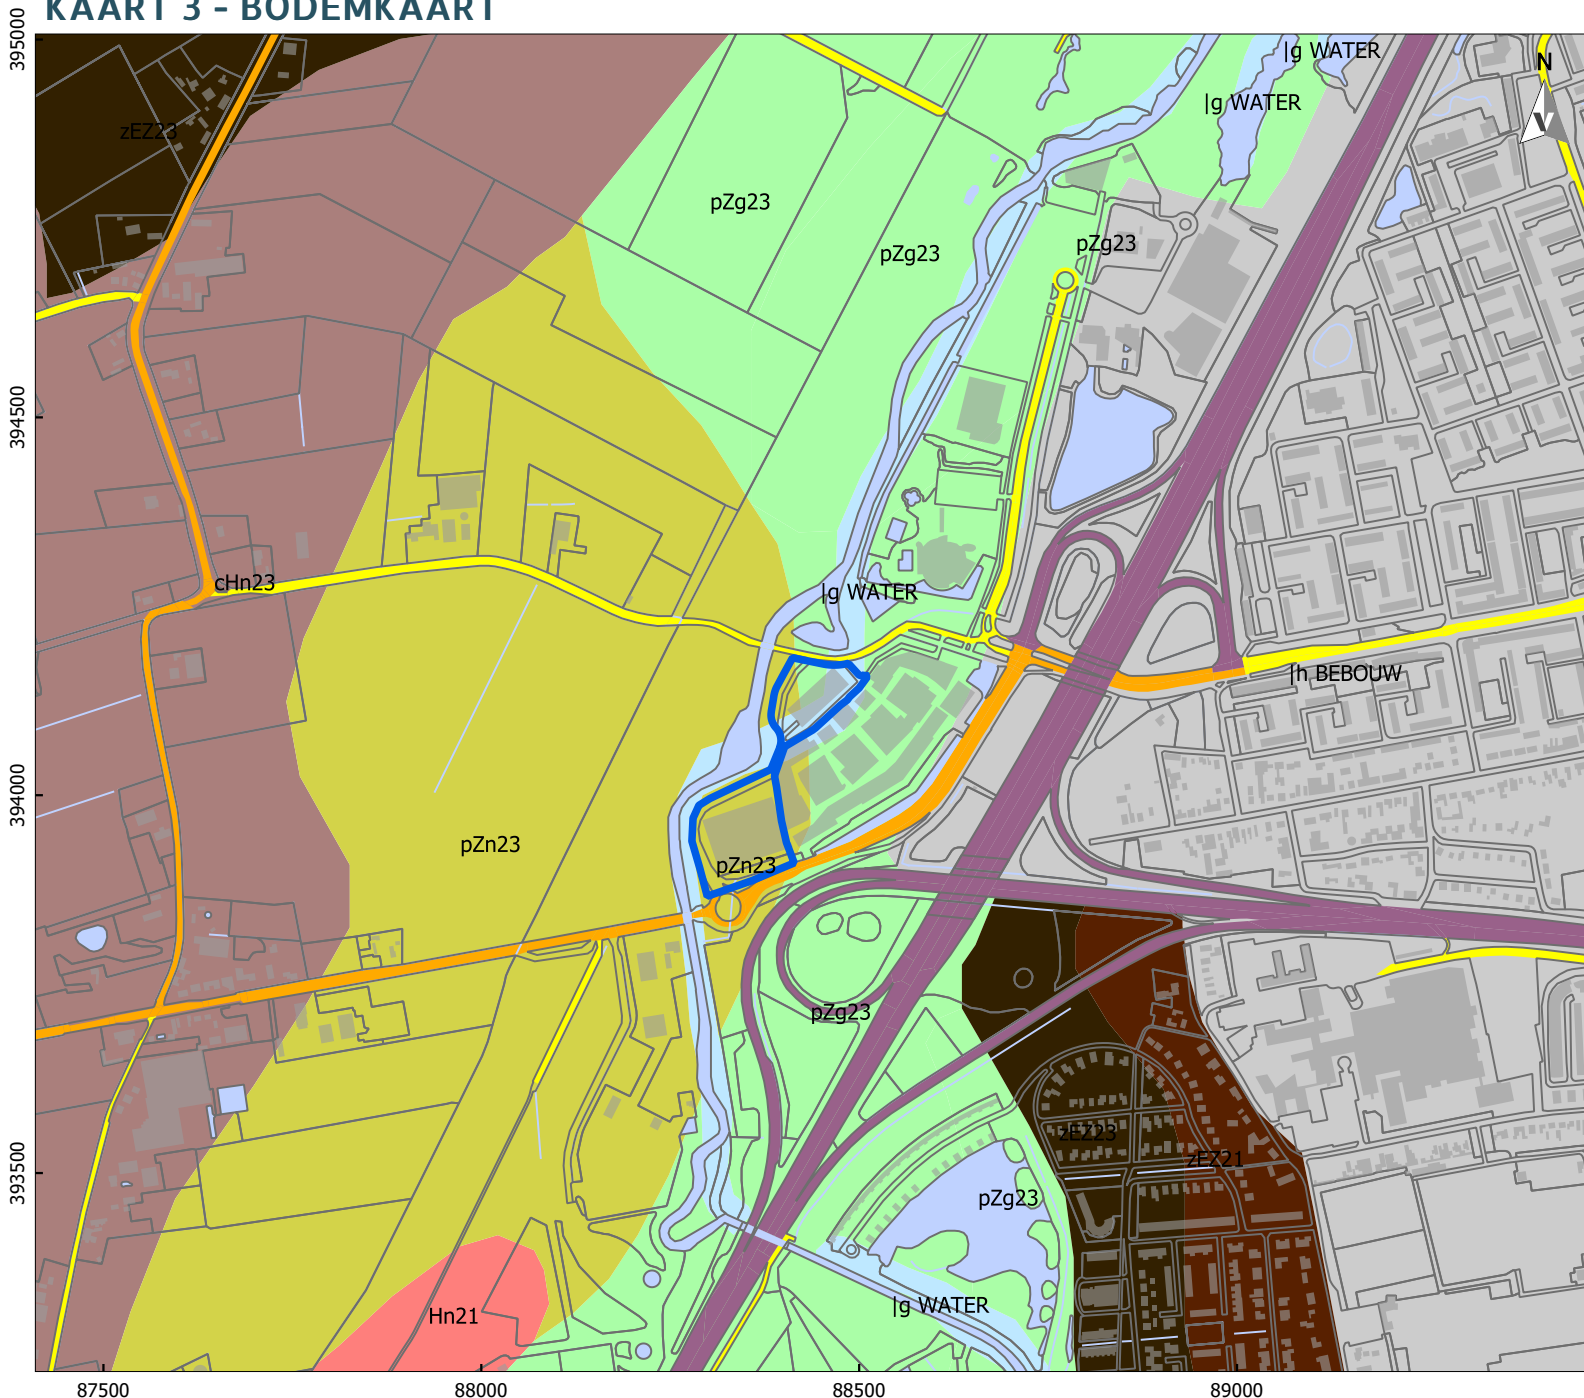 KAART 3 - BODEMKAART
395000
|g WATER
N
|g WATER
zEZ23
V
pZg23
pZg23
pZg23
394500
cHn23
|g WATER
|h BEBOUW
394000
pZn23
pZn23
pZg23
393500
zEZ23
zEZ21
pZg23
|g WATER
Hn21
87500
88000
88500
89000